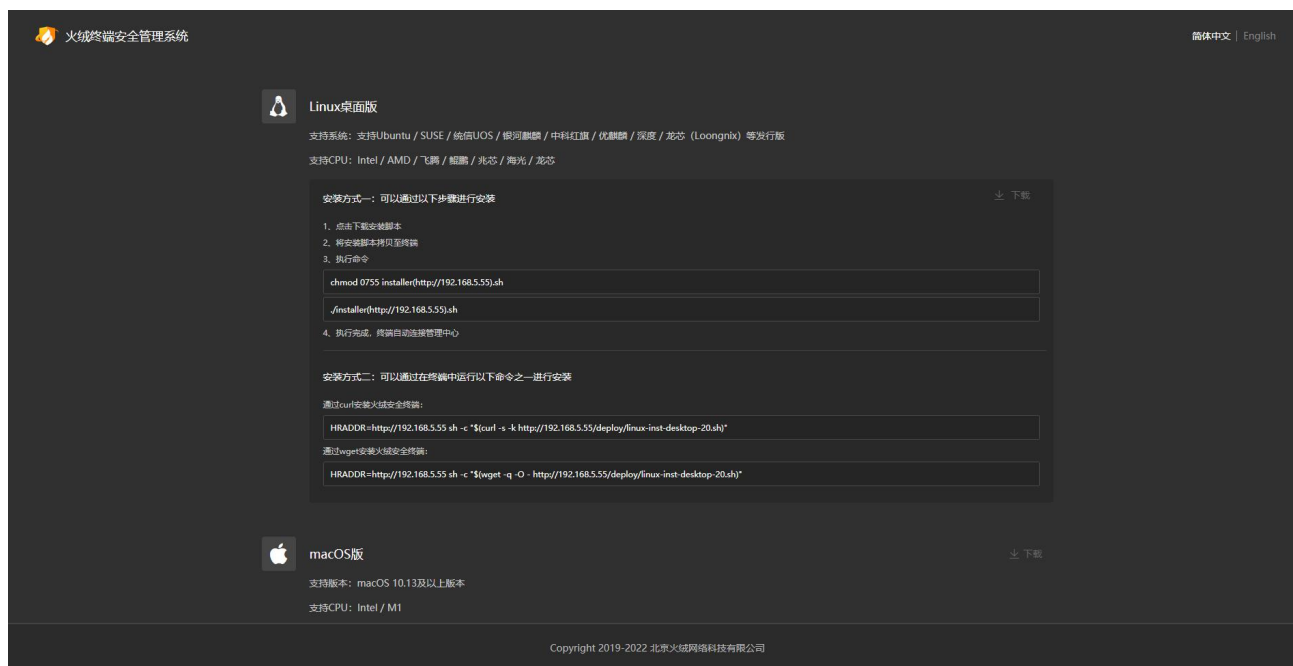 火绒终端安全管理系统
简体中文 | English
Linux桌面版
支持系统：支持Ubuntu / SUSE / 统信UOS / 银河麒麟 / 中科红旗 / 优麒麟 / 深度 / 龙芯（Loongnix）等发行版
支持CPU：Intel / AMD / 飞腾 / 鲲鹏 / 兆芯 / 海光 / 龙芯
安装方式一：可以通过以下步骤进行安装
下载
1、点击下载安装脚本
2、将安装脚本拷贝至终端
3、执行命令
chmod 0755 installer(http://192.168.5.55).sh
./installer(http://192.168.5.55).sh
4、执行完成，终端自动连接管理中心
安装方式二：可以通过在终端中运行以下命令之一进行安装
通过curl安装火绒安全终端：
HRADDR=http://192.168.5.55 sh -c "$(curl -s -k http://192.168.5.55/deploy/linux-inst-desktop-20.sh)"
通过wget安装火绒安全终端：
HRADDR=http://192.168.5.55 sh -c "$(wget -q -O - http://192.168.5.55/deploy/linux-inst-desktop-20.sh)"
macOS版
下载
支持版本：macOS 10.13及以上版本
支持CPU：Intel / M1
Copyright 2019-2022 北京火绒网络科技有限公司